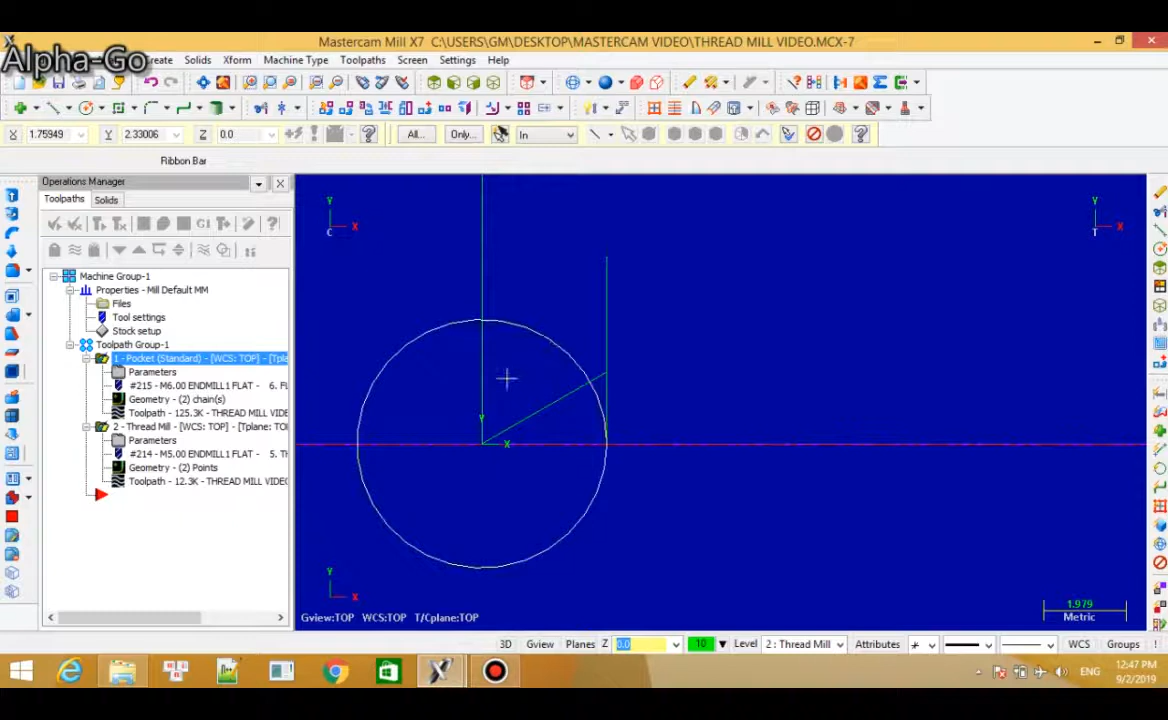 Mastercam Mill X7 C:\USERS\GM\DESKTOP\MASTERCAM VIDEO\THREAD MILL VIDEO.MCX-7
Alpha-Go
Create Solids Xform Machine Type Toolpaths Screen Settings Help
X 1.75949 Y 2.33006 Z 0.0 All... Only... In
Ribbon Bar
Operations Manager
Toolpaths Solids
G1
Machine Group-1
Properties - Mill Default MM
Files
Tool settings
Stock setup
Toolpath Group-1
1 - Pocket (Standard) - [WCS: TOP] - [Tpla
Parameters
#215 - M6.00 ENDMILL1 FLAT - 6. FL
Geometry - (2) chain(s)
Toolpath - 125.3K - THREAD MILL VIDE
2 - Thread Mill - [WCS: TOP] - [Tplane: TO
Parameters
#214 - M5.00 ENDMILL1 FLAT - 5. T
Geometry - (2) Points
Toolpath - 12.3K - THREAD MILL VIDE
Y
X
C
Y
X
T
Y
X
Y
X
Gview:TOP WCS:TOP T/Cplane:TOP
1.979
Metric
3D Gview Planes Z 0.0 10 Level 2 : Thread Mill Attributes WCS Groups
ENG
12:47 PM
9/2/2019